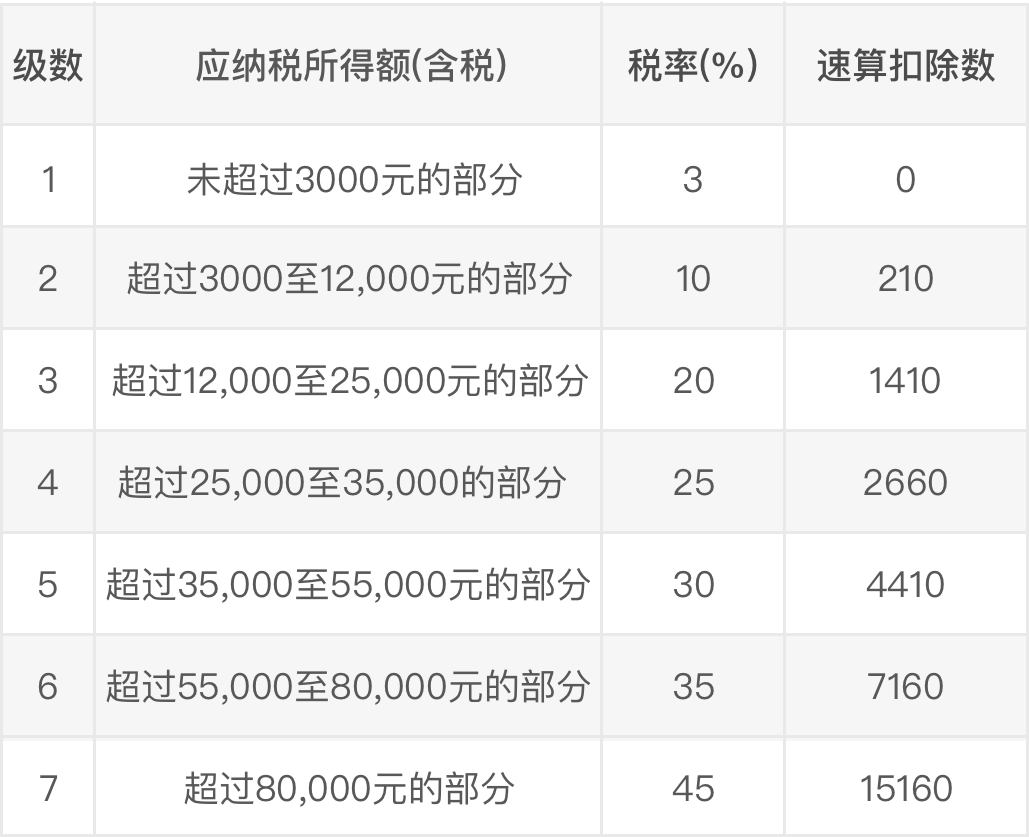 级数 应纳税所得额(含税) 税率(%) 速算扣除数
1 未超过3000元的部分 3 0
2 超过3000至12,000元的部分 10 210
3 超过12,000至25,000元的部分 20 1410
4 超过25,000至35,000的部分 25 2660
5 超过35,000至55,000元的部分 30 4410
6 超过55,000至80,000元的部分 35 7160
7 超过80,000元的部分 45 15160